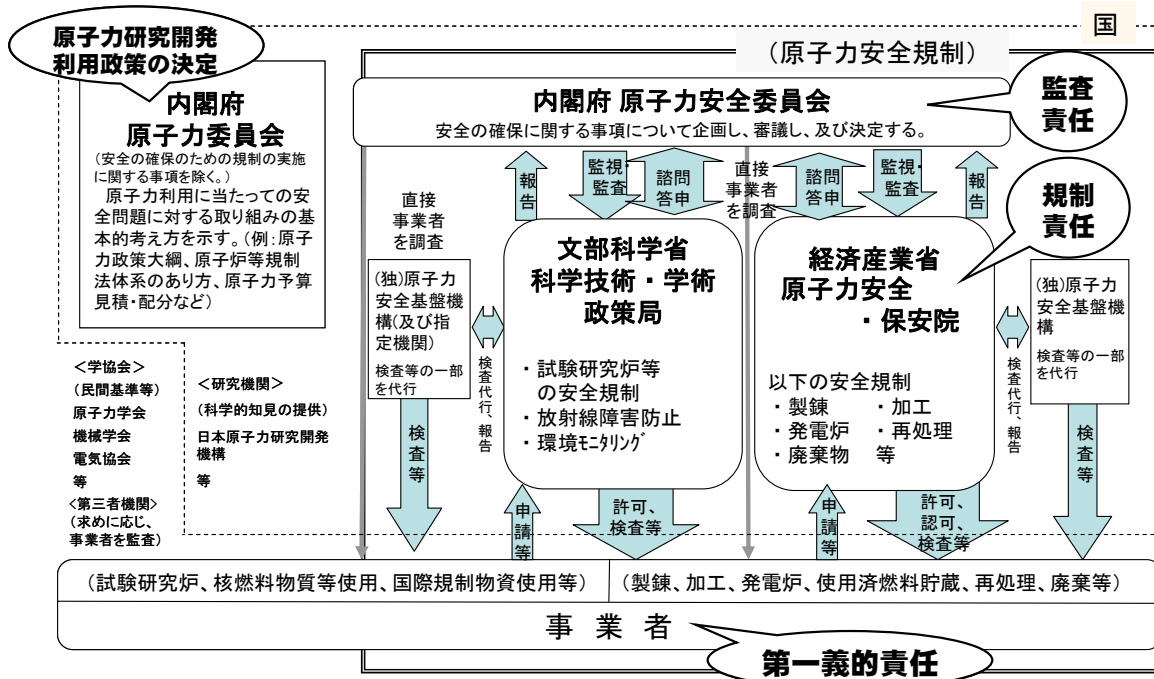 国
原子力研究開発
利用政策の決定
内閣府
原子力委員会
(安全の確保のための規制の実施
に関する事項を除く。)
原子力利用に当たっての安
全問題に対する取り組みの基
本的考え方を示す。(例：原子
力政策大綱、原子炉等規制
法体系のあり方、原子力予算
見積・配分など)
(原子力安全規制)
内閣府 原子力安全委員会
安全の確保に関する事項について企画し、審議し、及び決定する。
監査
責任
規制
責任
報告
監視・
監査
諮問
答申
直接
事業者
を調査
諮問
答申
監視・
監査
報告
直接
事業者
を調査
(独)原子力
安全基盤機
構(及び指
定機関)
検査等の一部
を代行
検査代行、報告
文部科学省
科学技術・学術
政策局
・試験研究炉等
の安全規制
・放射線障害防止
・環境ﾓﾆﾀﾘﾝｸﾞ
経済産業省
原子力安全
・保安院
以下の安全規制
・製錬 ・加工
・発電炉 ・再処理
・廃棄物 等
検査代行、報告
(独)原子力
安全基盤機
構
検査等の一部
を代行
<学協会>
(民間基準等)
原子力学会
機械学会
電気協会
等
<第三者機関>
(求めに応じ、
事業者を監査)
<研究機関>
(科学的知見の提供)
日本原子力研究開発
機構
等
検査等
申請等
許可、
検査等
申請等
許可、
認可、
検査等
検査等
(試験研究炉、核燃料物質等使用、国際規制物資使用等)
(製錬、加工、発電炉、使用済燃料貯蔵、再処理、廃棄等)
事 業 者
第一義的責任